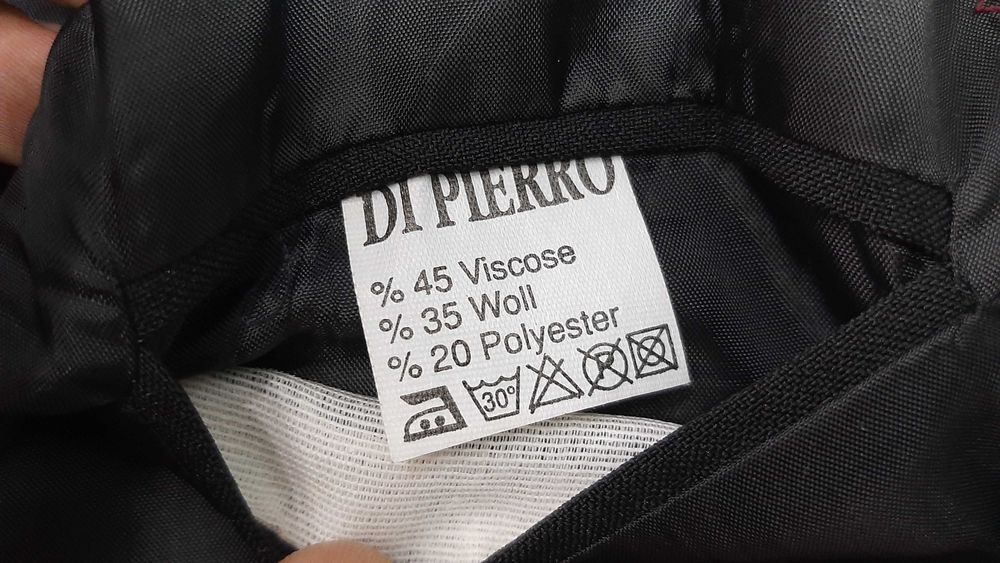 DI PIERRO
% 45 Viscose
% 35 Woll
% 20 Polyester
30° P